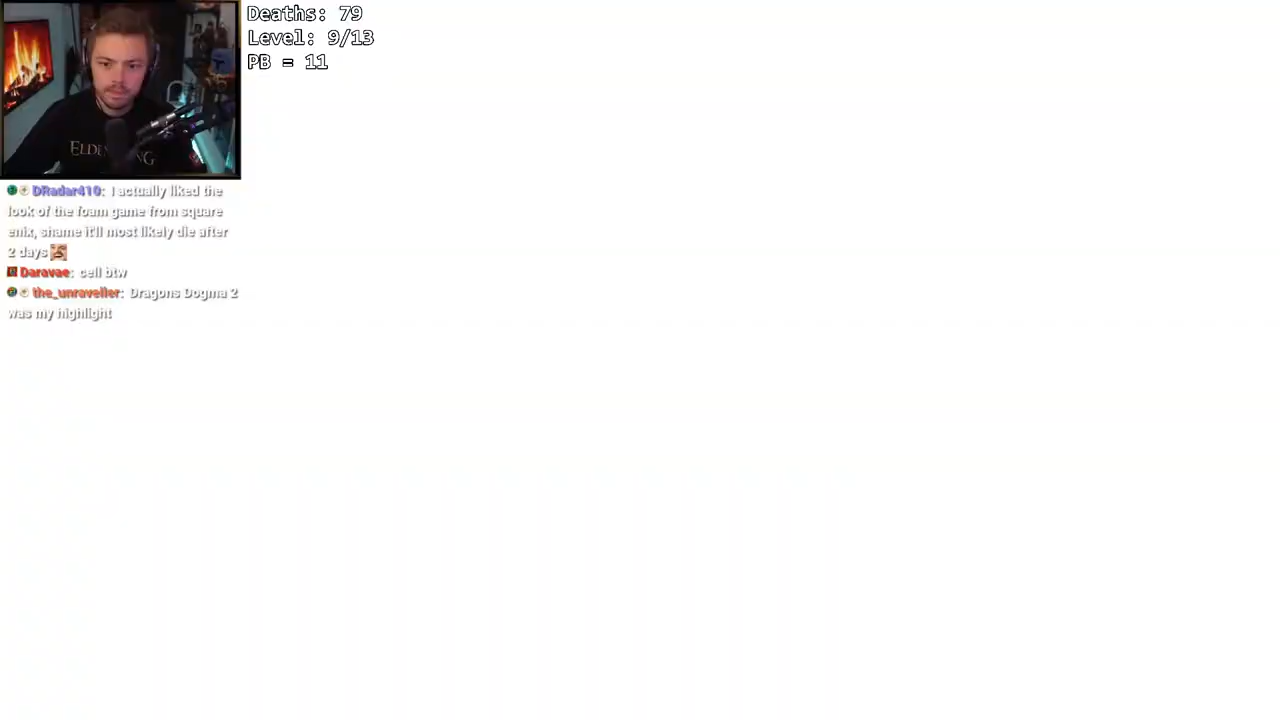 Deaths: 79
Level: 9/13
PB = 11
DRadar410: I actually liked the
look of the foam game from square
enix, shame it'll most likely die after
2 days
Daravae: cell btw
the_unraveller: Dragons Dogma 2
was my highlight